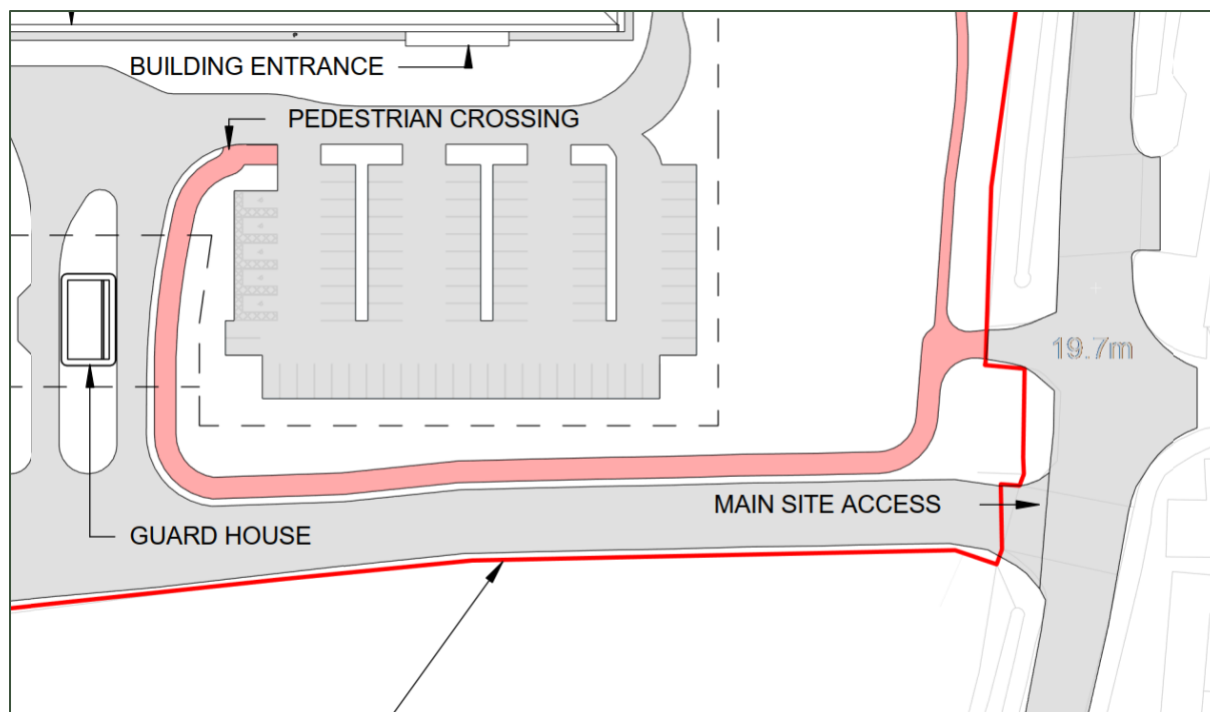 BUILDING ENTRANCE
PEDESTRIAN CROSSING
19.7m
MAIN SITE ACCESS
GUARD HOUSE